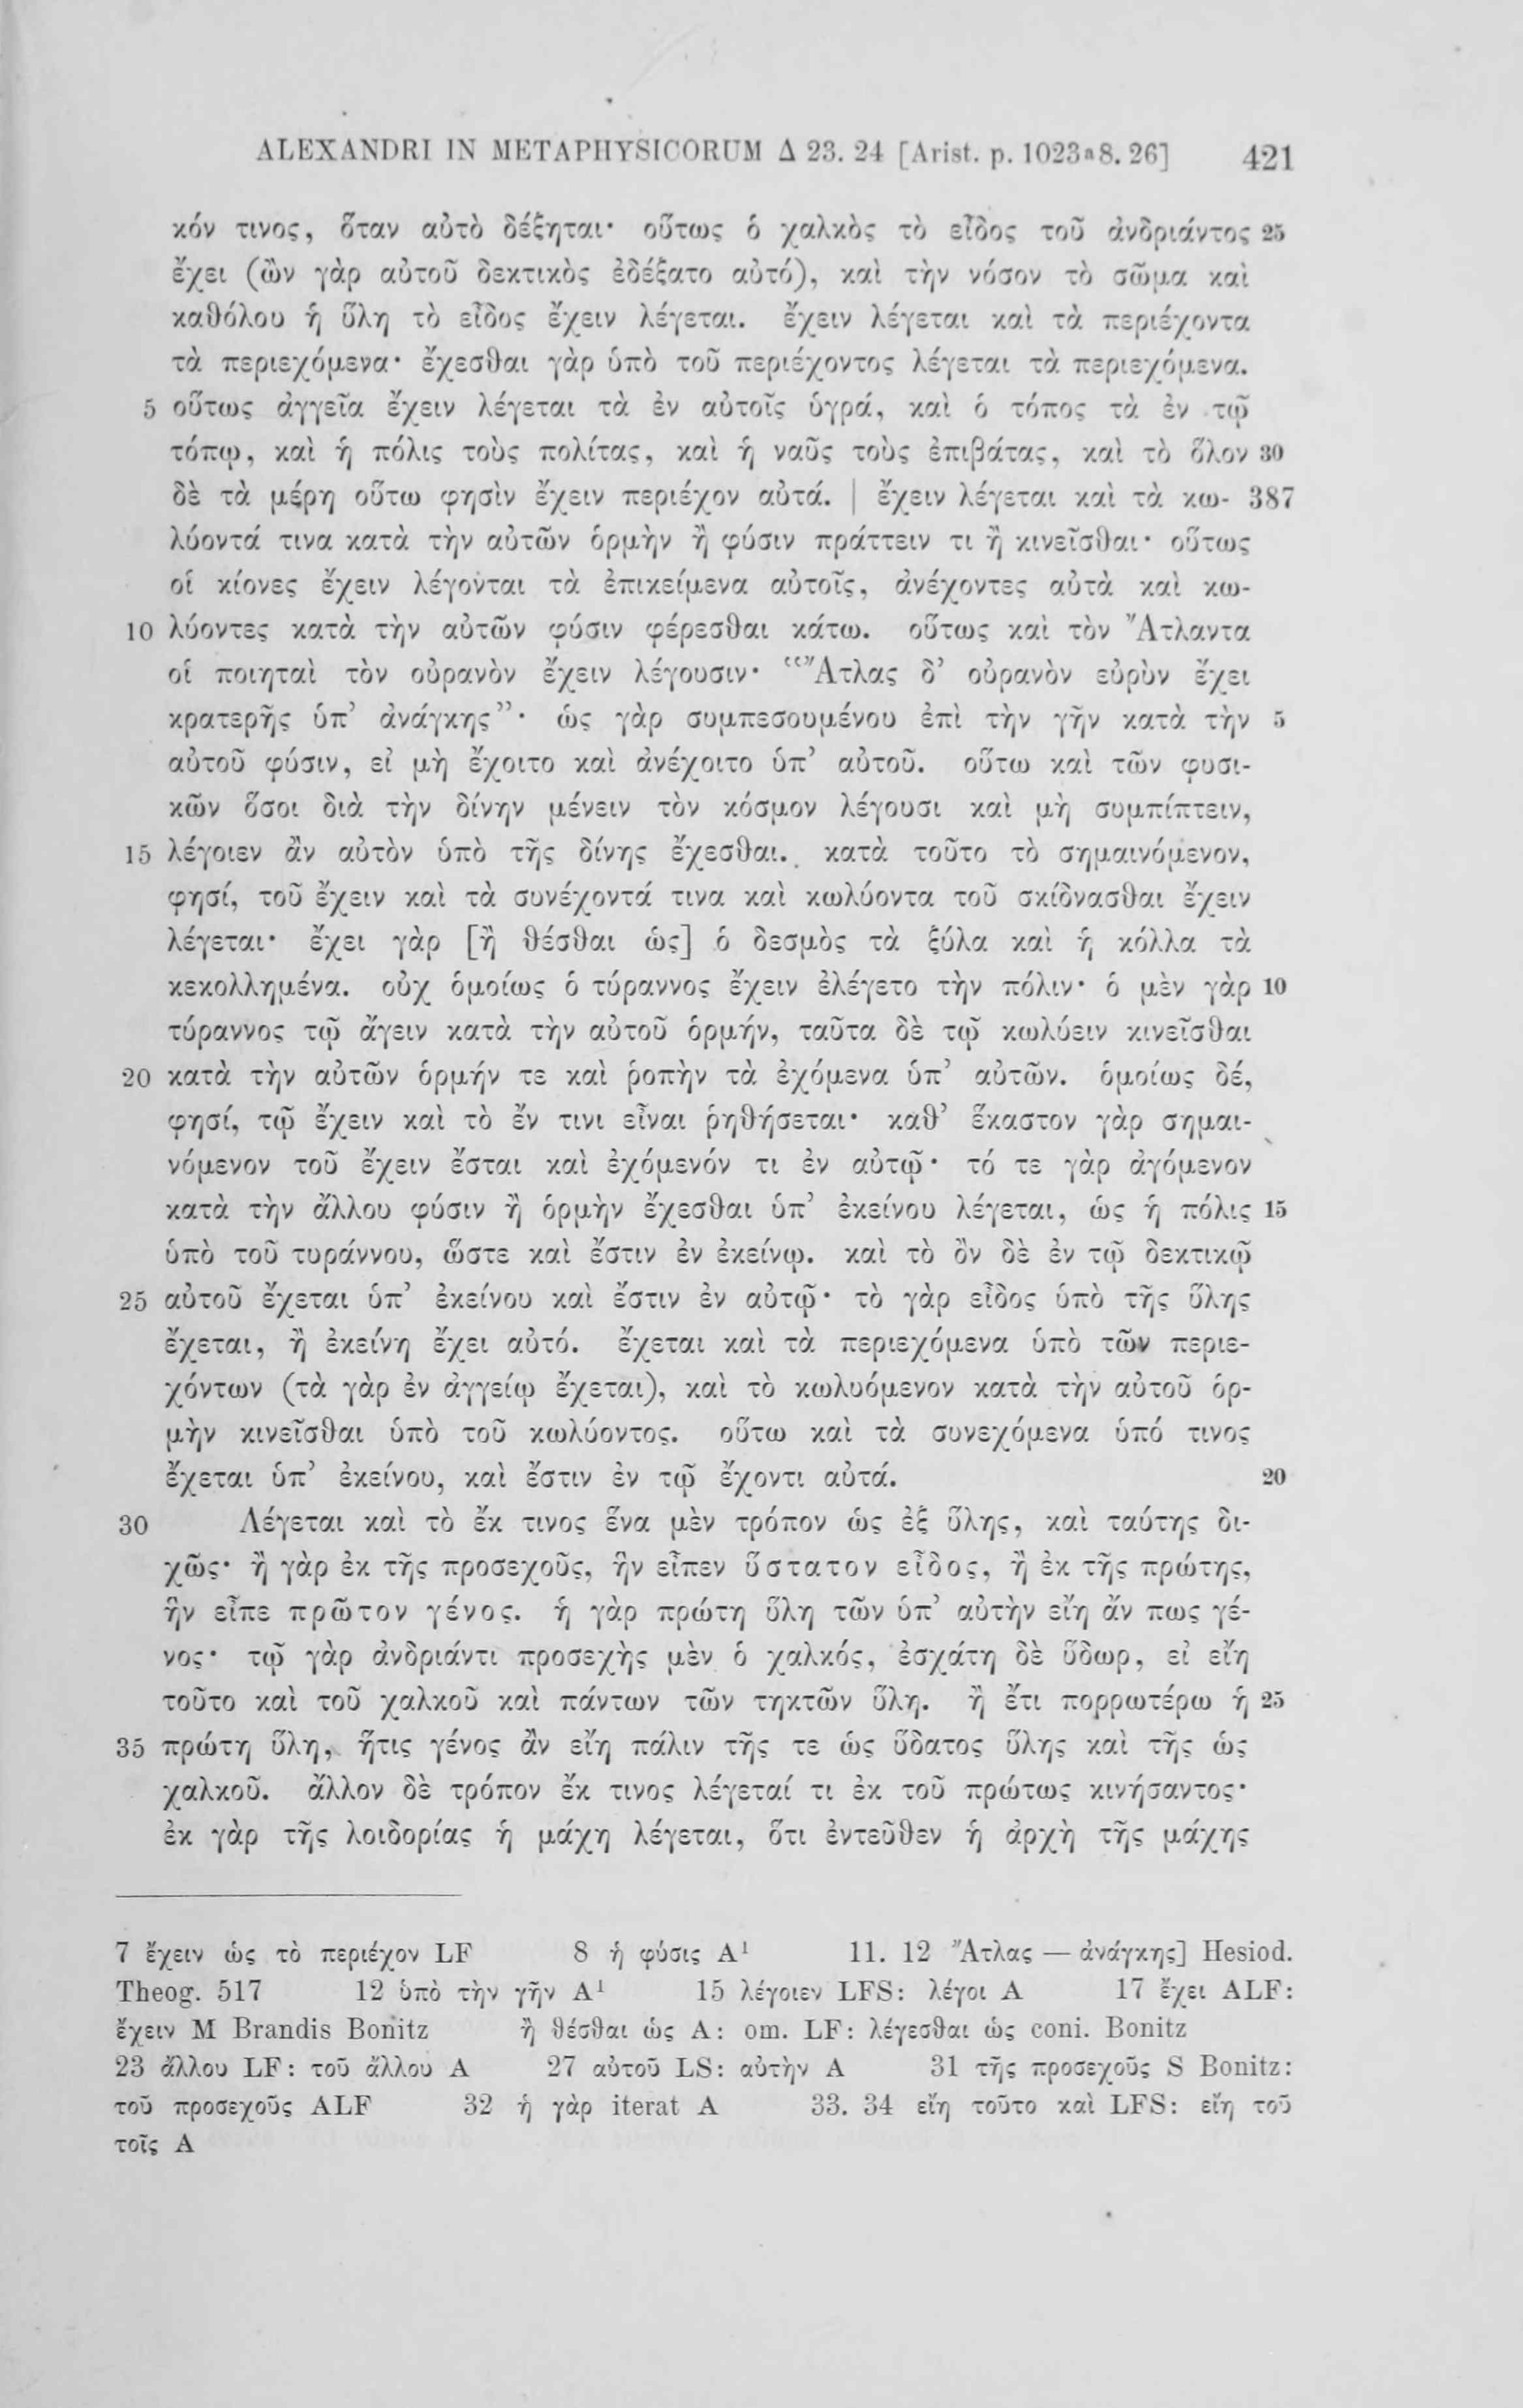 ALEXANDRI IN METAPHYSICORUM Δ 23. 24 [Arist. p. 1023ᵃ8. 26] 421
κόν τινος, ὅταν αὐτὸ δέξηται· οὕτως ὁ χαλκὸς τὸ εἶδος τοῦ ἀνδριάντος 25
ἔχει (ὢν γὰρ αὐτοῦ δεκτικὸς ἐδέξατο αὐτό), καὶ τὴν νόσον τὸ σῶμα καὶ
καθόλου ἡ ὕλη τὸ εἶδος ἔχειν λέγεται. ἔχειν λέγεται καὶ τὰ περιέχοντα
τὰ περιεχόμενα· ἔχεσθαι γὰρ ὑπὸ τοῦ περιέχοντος λέγεται τὰ περιεχόμενα.
5 οὕτως ἀγγεῖα ἔχειν λέγεται τὰ ἐν αὐτοῖς ὑγρά, καὶ ὁ τόπος τὰ ἐν τῷ
τόπῳ, καὶ ἡ πόλις τοὺς πολίτας, καὶ ἡ ναῦς τοὺς ἐπιβάτας, καὶ τὸ ὅλον 30
δὲ τὰ μέρη οὕτω φησὶν ἔχειν περιέχον αὐτά. | ἔχειν λέγεται καὶ τὰ κω- 387
λύοντά τινα κατὰ τὴν αὑτῶν ὁρμὴν ἢ φύσιν πράττειν τι ἢ κινεῖσθαι· οὕτως
οἱ κίονες ἔχειν λέγονται τὰ ἐπικείμενα αὐτοῖς, ἀνέχοντες αὐτὰ καὶ κω-
10 λύοντες κατὰ τὴν αὑτῶν φύσιν φέρεσθαι κάτω. οὕτως καὶ τὸν Ἄτλαντα
οἱ ποιηταὶ τὸν οὐρανὸν ἔχειν λέγουσιν· “Ἄτλας δ’ οὐρανὸν εὐρὺν ἔχει
κρατερῆς ὑπ’ ἀνάγκης”· ὡς γὰρ συμπεσουμένου ἐπὶ τὴν γῆν κατὰ τὴν 5
αὑτοῦ φύσιν, εἰ μὴ ἔχοιτο καὶ ἀνέχοιτο ὑπ’ αὐτοῦ. οὕτω καὶ τῶν φυσι-
κῶν ὅσοι διὰ τὴν δίνην μένειν τὸν κόσμον λέγουσι καὶ μὴ συμπίπτειν,
15 λέγοιεν ἂν αὐτὸν ὑπὸ τῆς δίνης ἔχεσθαι. κατὰ τοῦτο τὸ σημαινόμενον,
φησί, τοῦ ἔχειν καὶ τὰ συνέχοντά τινα καὶ κωλύοντα τοῦ σκίδνασθαι ἔχειν
λέγεται· ἔχει γὰρ [ἢ θέσθαι ὡς] ὁ δεσμὸς τὰ ξύλα καὶ ἡ κόλλα τὰ
κεκολλημένα. οὐχ ὁμοίως ὁ τύραννος ἔχειν ἐλέγετο τὴν πόλιν· ὁ μὲν γὰρ 10
τύραννος τῷ ἄγειν κατὰ τὴν αὑτοῦ ὁρμήν, ταῦτα δὲ τῷ κωλύειν κινεῖσθαι
20 κατὰ τὴν αὑτῶν ὁρμήν τε καὶ ῥοπὴν τὰ ἐχόμενα ὑπ’ αὐτῶν. ὁμοίως δέ,
φησί, τῷ ἔχειν καὶ τὸ ἔν τινι εἶναι ῥηθήσεται· καθ’ ἕκαστον γὰρ σημαι-
νόμενον τοῦ ἔχειν ἔσται καὶ ἐχόμενόν τι ἐν αὐτῷ· τό τε γὰρ ἀγόμενον
κατὰ τὴν ἄλλου φύσιν ἢ ὁρμὴν ἔχεσθαι ὑπ’ ἐκείνου λέγεται, ὡς ἡ πόλις 15
ὑπὸ τοῦ τυράννου, ὥστε καὶ ἔστιν ἐν ἐκείνῳ. καὶ τὸ ὂν δὲ ἐν τῷ δεκτικῷ
25 αὐτοῦ ἔχεται ὑπ’ ἐκείνου καὶ ἔστιν ἐν αὐτῷ· τὸ γὰρ εἶδος ὑπὸ τῆς ὕλης
ἔχεται, ἢ ἐκείνη ἔχει αὐτό. ἔχεται καὶ τὰ περιεχόμενα ὑπὸ τῶν περιε-
χόντων (τὰ γὰρ ἐν ἀγγείῳ ἔχεται), καὶ τὸ κωλυόμενον κατὰ τὴν αὑτοῦ ὁρ-
μὴν κινεῖσθαι ὑπὸ τοῦ κωλύοντος. οὕτω καὶ τὰ συνεχόμενα ὑπό τινος
ἔχεται ὑπ’ ἐκείνου, καὶ ἔστιν ἐν τῷ ἔχοντι αὐτά. 20
30 Λέγεται καὶ τὸ ἔκ τινος ἕνα μὲν τρόπον ὡς ἐξ ὕλης, καὶ ταύτης δι-
χῶς· ἢ γὰρ ἐκ τῆς προσεχοῦς, ἣν εἶπεν ὕστατον εἶδος, ἢ ἐκ τῆς πρώτης,
ἣν εἶπε πρῶτον γένος. ἡ γὰρ πρώτη ὕλη τῶν ὑπ’ αὐτὴν εἴη ἄν πως γέ-
νος· τῷ γὰρ ἀνδριάντι προσεχὴς μὲν ὁ χαλκός, ἐσχάτη δὲ ὕδωρ, εἰ εἴη
τοῦτο καὶ τοῦ χαλκοῦ καὶ πάντων τῶν τηκτῶν ὕλη. ἢ ἔτι πορρωτέρω ἡ 25
35 πρώτη ὕλη, ἥτις γένος ἂν εἴη πάλιν τῆς τε ὡς ὕδατος ὕλης καὶ τῆς ὡς
χαλκοῦ. ἄλλον δὲ τρόπον ἔκ τινος λέγεταί τι ἐκ τοῦ πρώτως κινήσαντος·
ἐκ γὰρ τῆς λοιδορίας ἡ μάχη λέγεται, ὅτι ἐντεῦθεν ἡ ἀρχὴ τῆς μάχης
7 ἔχειν ὡς τὸ περιέχον LF 8 ἡ φύσις A¹ 11. 12 Ἄτλας — ἀνάγκης] Hesiod.
Theog. 517 12 ὑπὸ τὴν γῆν A¹ 15 λέγοιεν LFS: λέγοι A 17 ἔχει ALF:
ἔχειν M Brandis Bonitz ἢ θέσθαι ὡς A: om. LF: λέγεσθαι ὡς coni. Bonitz
23 ἄλλου LF: τοῦ ἄλλου A 27 αὑτοῦ LS: αὑτὴν A 31 τῆς προσεχοῦς S Bonitz:
τοῦ προσεχοῦς ALF 32 ἡ γὰρ iterat A 33. 34 εἴη τοῦτο καὶ LFS: εἴη τοῦ
τοῖς A